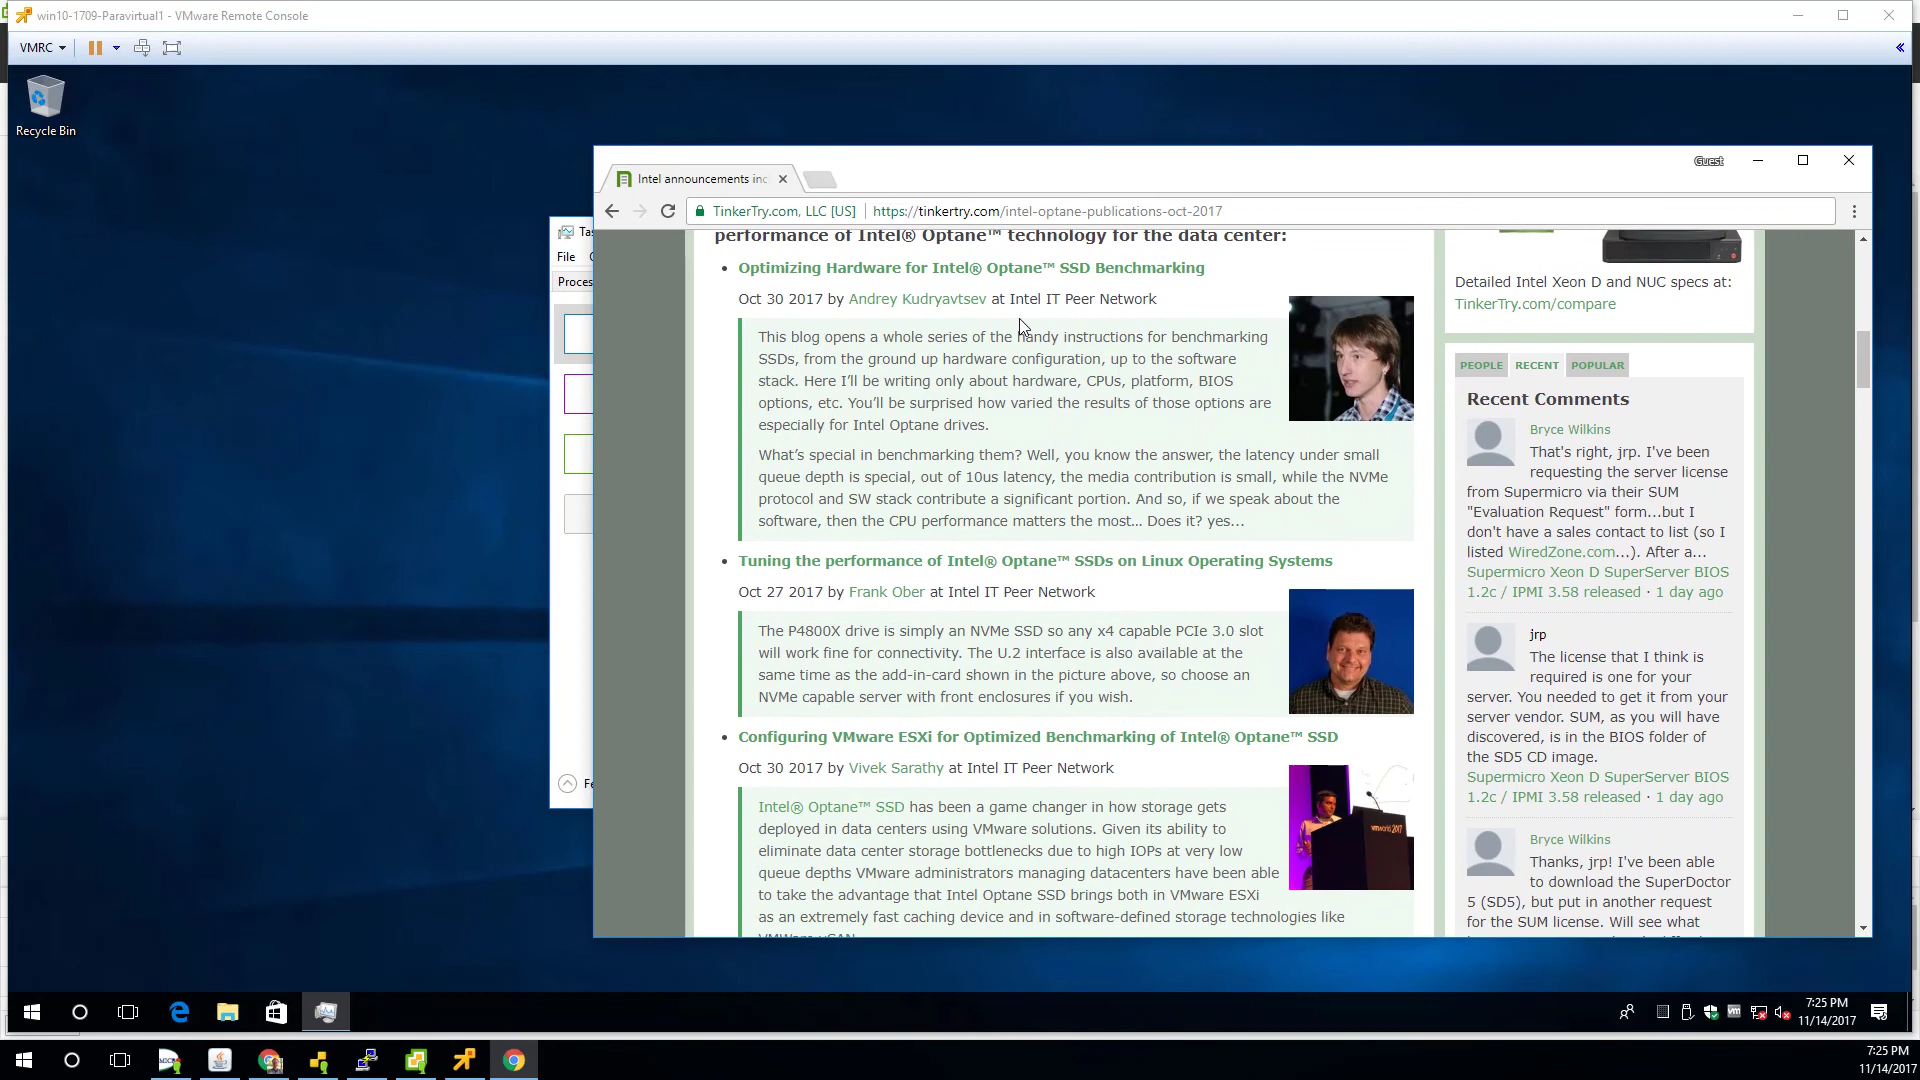 win10-1709-Paravirtual1 - VMware Remote Console
VMRC
Recycle Bin
Tas
File
Proces
Fe
Guest
Intel announcements inc
TinkerTry.com, LLC [US]
https://tinkertry.com/intel-optane-publications-oct-2017
performance of Intel® Optane™ technology for the data center:
• Optimizing Hardware for Intel® Optane™ SSD Benchmarking
Oct 30 2017 by Andrey Kudryavtsev at Intel IT Peer Network
This blog opens a whole series of the handy instructions for benchmarking
SSDs, from the ground up hardware configuration, up to the software
stack. Here I'll be writing only about hardware, CPUs, platform, BIOS
options, etc. You'll be surprised how varied the results of those options are
especially for Intel Optane drives.
What's special in benchmarking them? Well, you know the answer, the latency under small
queue depth is special, out of 10us latency, the media contribution is small, while the NVMe
protocol and SW stack contribute a significant portion. And so, if we speak about the
software, then the CPU performance matters the most... Does it? yes...
• Tuning the performance of Intel® Optane™ SSDs on Linux Operating Systems
Oct 27 2017 by Frank Ober at Intel IT Peer Network
The P4800X drive is simply an NVMe SSD so any x4 capable PCIe 3.0 slot
will work fine for connectivity. The U.2 interface is also available at the
same time as the add-in-card shown in the picture above, so choose an
NVMe capable server with front enclosures if you wish.
• Configuring VMware ESXi for Optimized Benchmarking of Intel® Optane™ SSD
Oct 30 2017 by Vivek Sarathy at Intel IT Peer Network
Intel® Optane™ SSD has been a game changer in how storage gets
deployed in data centers using VMware solutions. Given its ability to
eliminate data center storage bottlenecks due to high IOPs at very low
queue depths VMware administrators managing datacenters have been able
to take the advantage that Intel Optane SSD brings both in VMware ESXi
as an extremely fast caching device and in software-defined storage technologies like
VMWare vSAN
vmworld 2017
Detailed Intel Xeon D and NUC specs at:
TinkerTry.com/compare
PEOPLE
RECENT
POPULAR
Recent Comments
Bryce Wilkins
That's right, jrp. I've been
requesting the server license
from Supermicro via their SUM
"Evaluation Request" form...but I
don't have a sales contact to list (so I
listed WiredZone.com...). After a...
Supermicro Xeon D SuperServer BIOS
1.2c / IPMI 3.58 released · 1 day ago
jrp
The license that I think is
required is one for your
server. You needed to get it from your
server vendor. SUM, as you will have
discovered, is in the BIOS folder of
the SD5 CD image.
Supermicro Xeon D SuperServer BIOS
1.2c / IPMI 3.58 released · 1 day ago
Bryce Wilkins
Thanks, jrp! I've been able
to download the SuperDoctor
5 (SD5), but put in another request
for the SUM license. Will see what
7:25 PM
11/14/2017
7:25 PM
11/14/2017